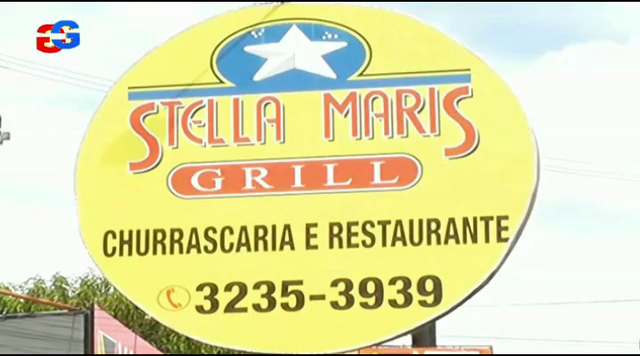 STELLA MARIS
GRILL
CHURRASCARIA E RESTAURANTE
3235-3939